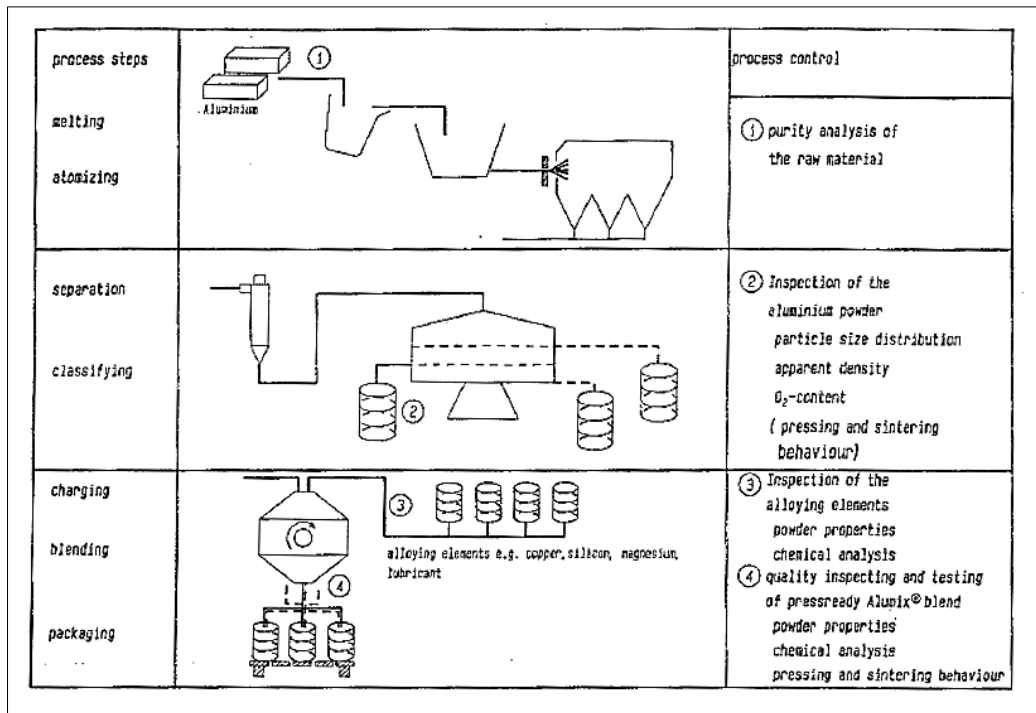 process steps
melting
atomizing
①
Aluminium
process control
① purity analysis of
the raw material
separation
classifying
②
② Inspection of the
aluminium powder
particle size distribution
apparent density
O₂-content
( pressing and sintering
behaviour)
charging
blending
packaging
③
alloying elements e.g. copper, silicon, magnesium,
lubricant
④
③ Inspection of the
alloying elements
powder properties
chemical analysis
④ quality inspecting and testing
of pressready Alumix® blend
powder properties
chemical analysis
pressing and sintering behaviour